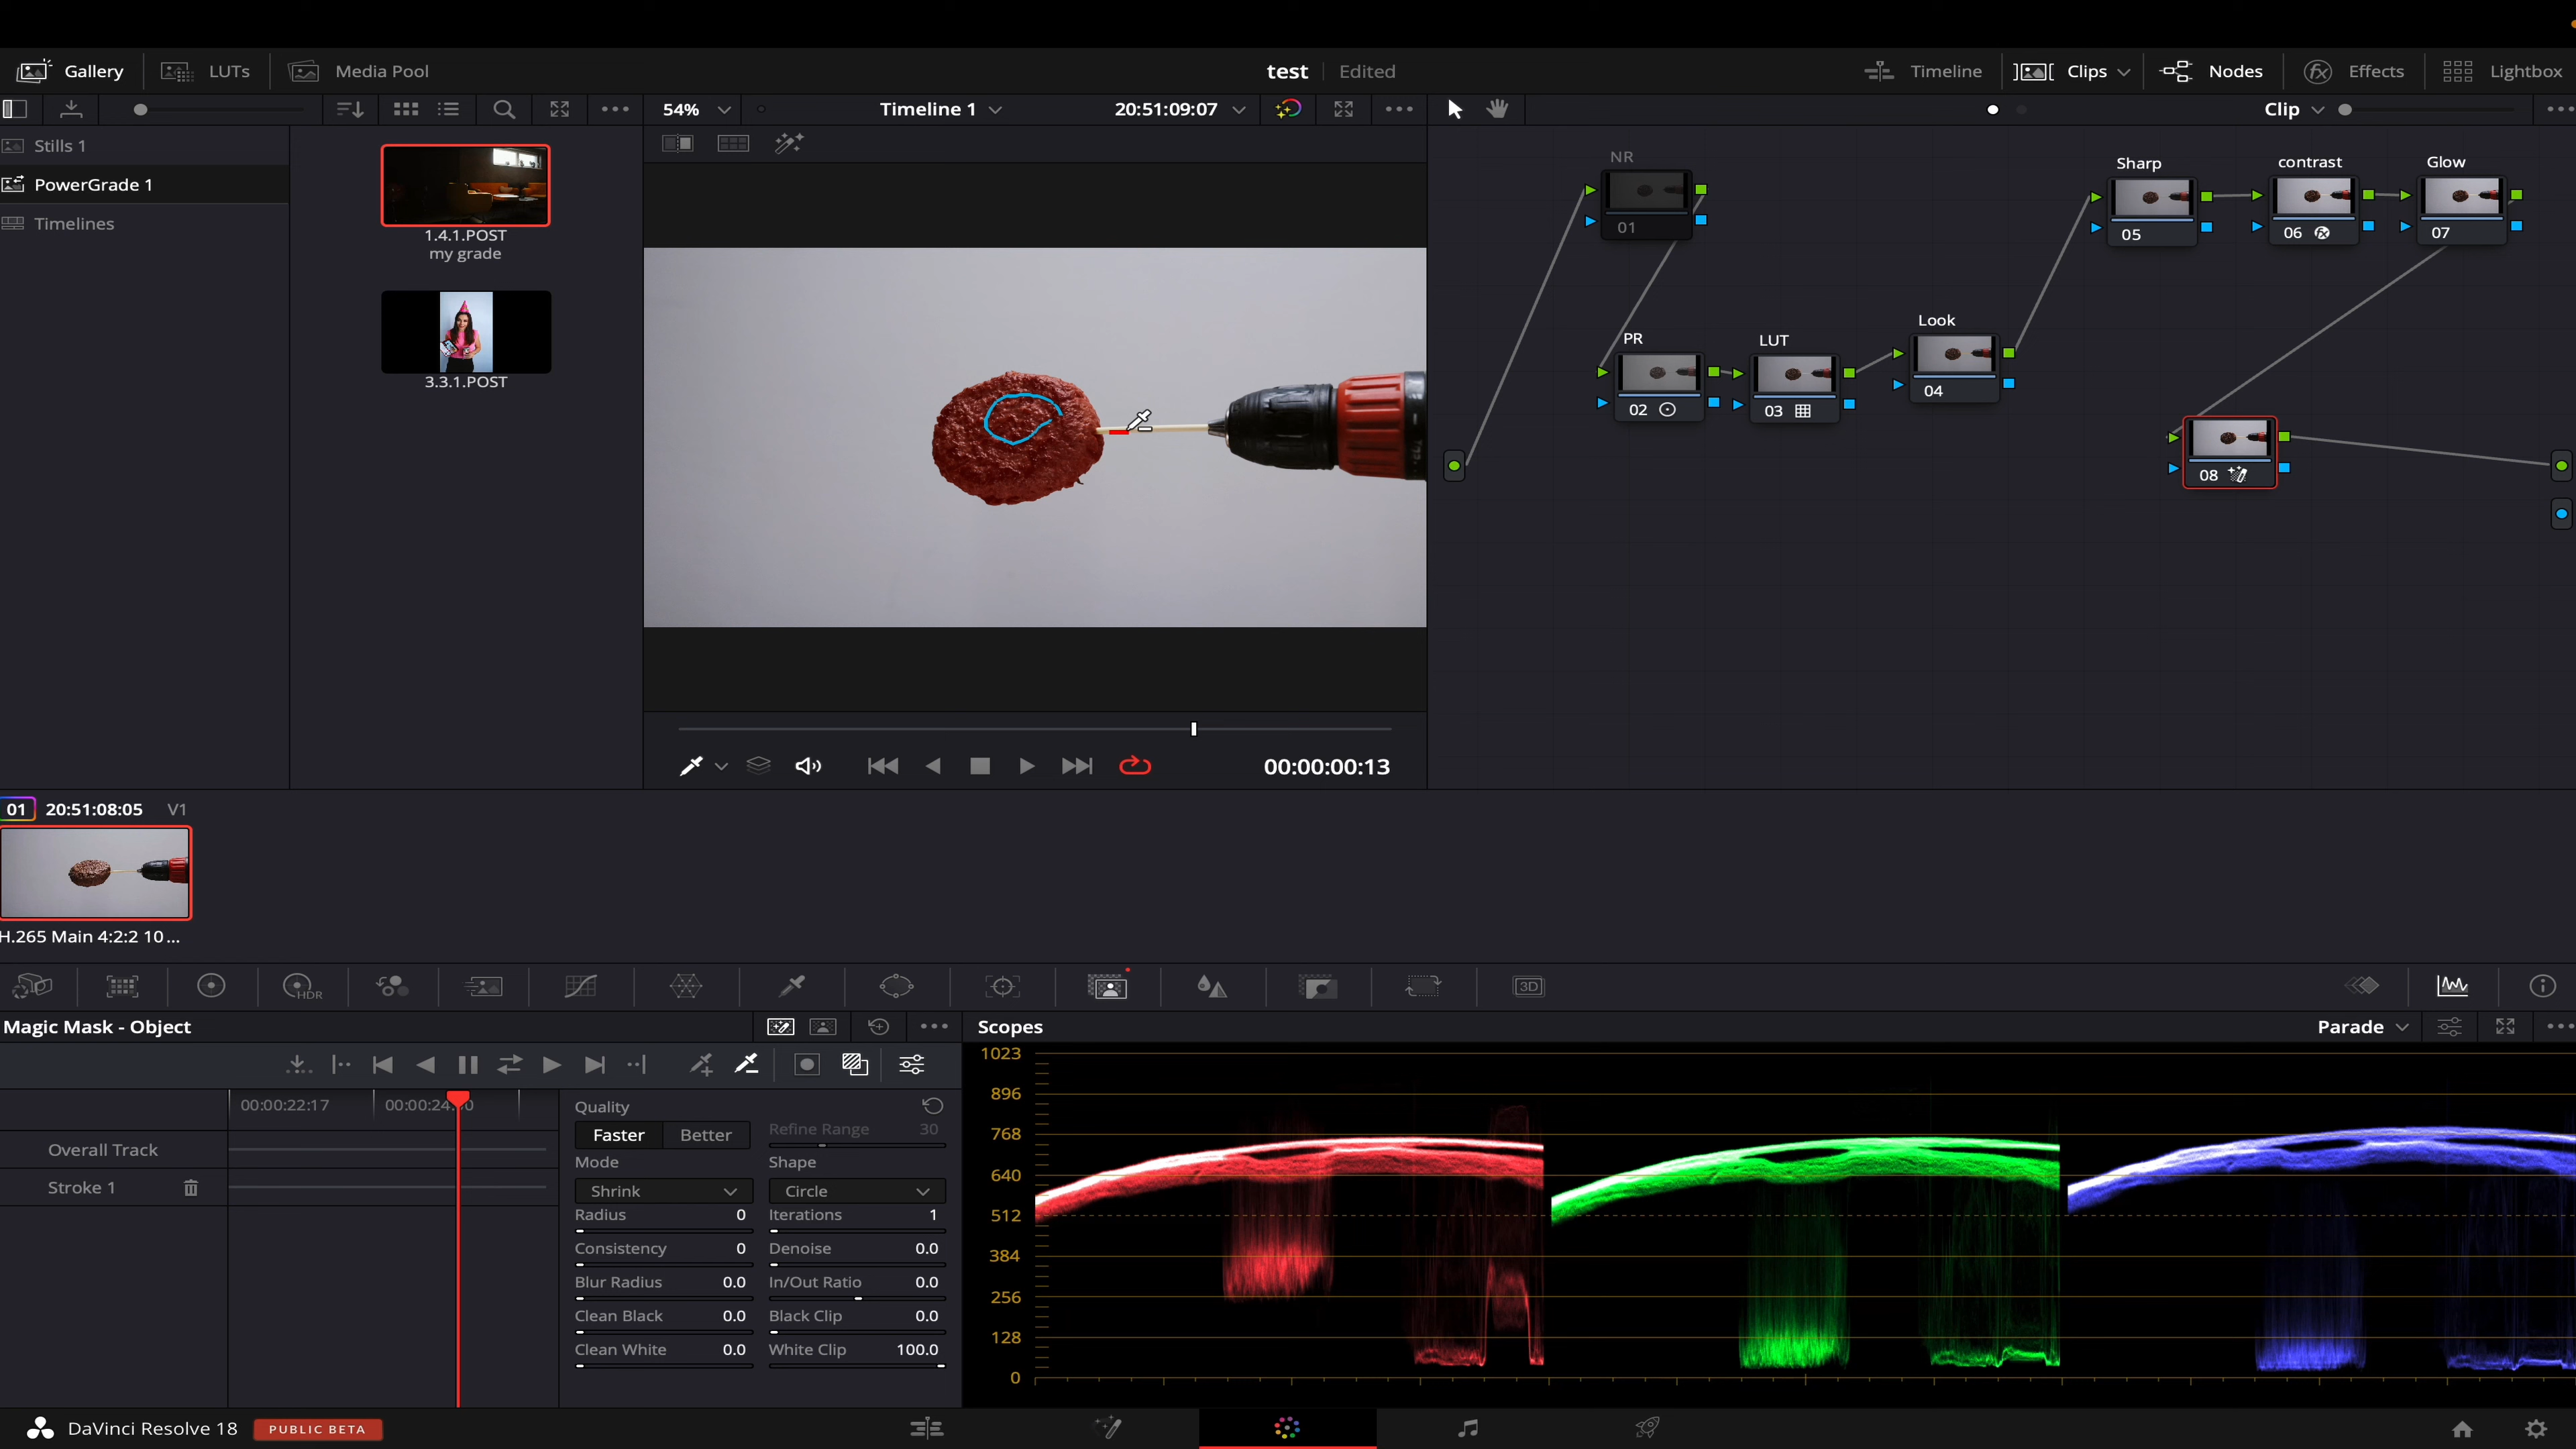 Gallery LUTs Media Pool test Edited Timeline Clips Nodes Effects Lightbox
54% Timeline 1 20:51:09:07 Clip
Stills 1
PowerGrade 1
Timelines
1.4.1.POST
my grade
3.3.1.POST
NR
01
PR
02
LUT
03
Look
04
Sharp
05
contrast
06
Glow
07
08
00:00:00:13
01 20:51:08:05 V1
H.265 Main 4:2:2 10...
HDR
3D
Magic Mask - Object
00:00:22:17
Overall Track
Stroke 1
Quality
Faster Better Refine Range 30
Mode Shape
Shrink Circle
Radius 0 Iterations 1
Consistency 0 Denoise 0.0
Blur Radius 0.0 In/Out Ratio 0.0
Clean Black 0.0 Black Clip 0.0
Clean White 0.0 White Clip 100.0
Scopes Parade
1023
896
768
640
512
384
256
128
0
DaVinci Resolve 18 PUBLIC BETA